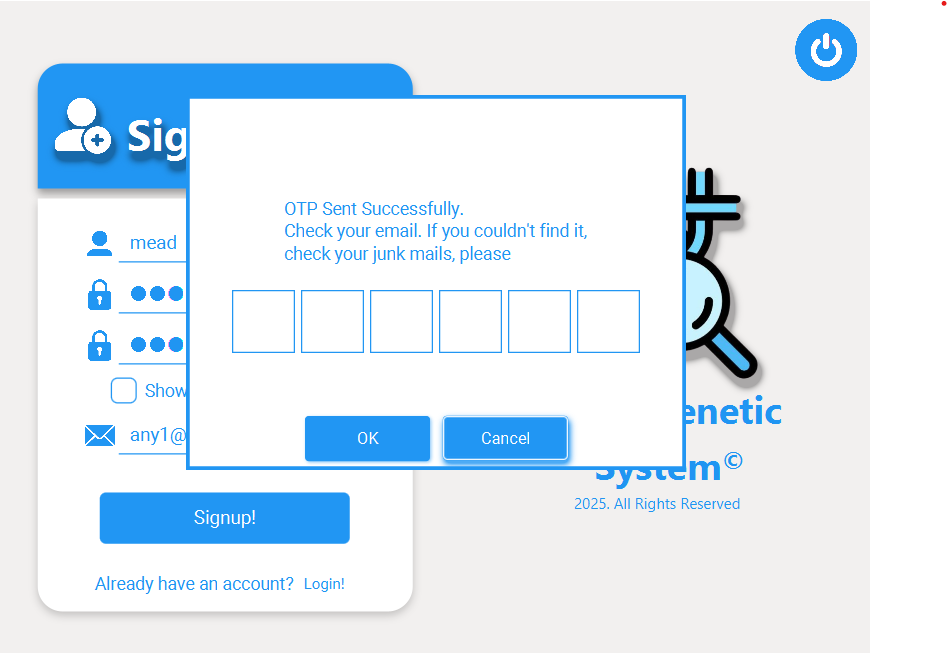 Sig
mead
Show
any1@
Signup!
Already have an account? Login!
OTP Sent Successfully.
Check your email. If you couldn't find it,
check your junk mails, please
OK
Cancel
enetic
System©
2025. All Rights Reserved